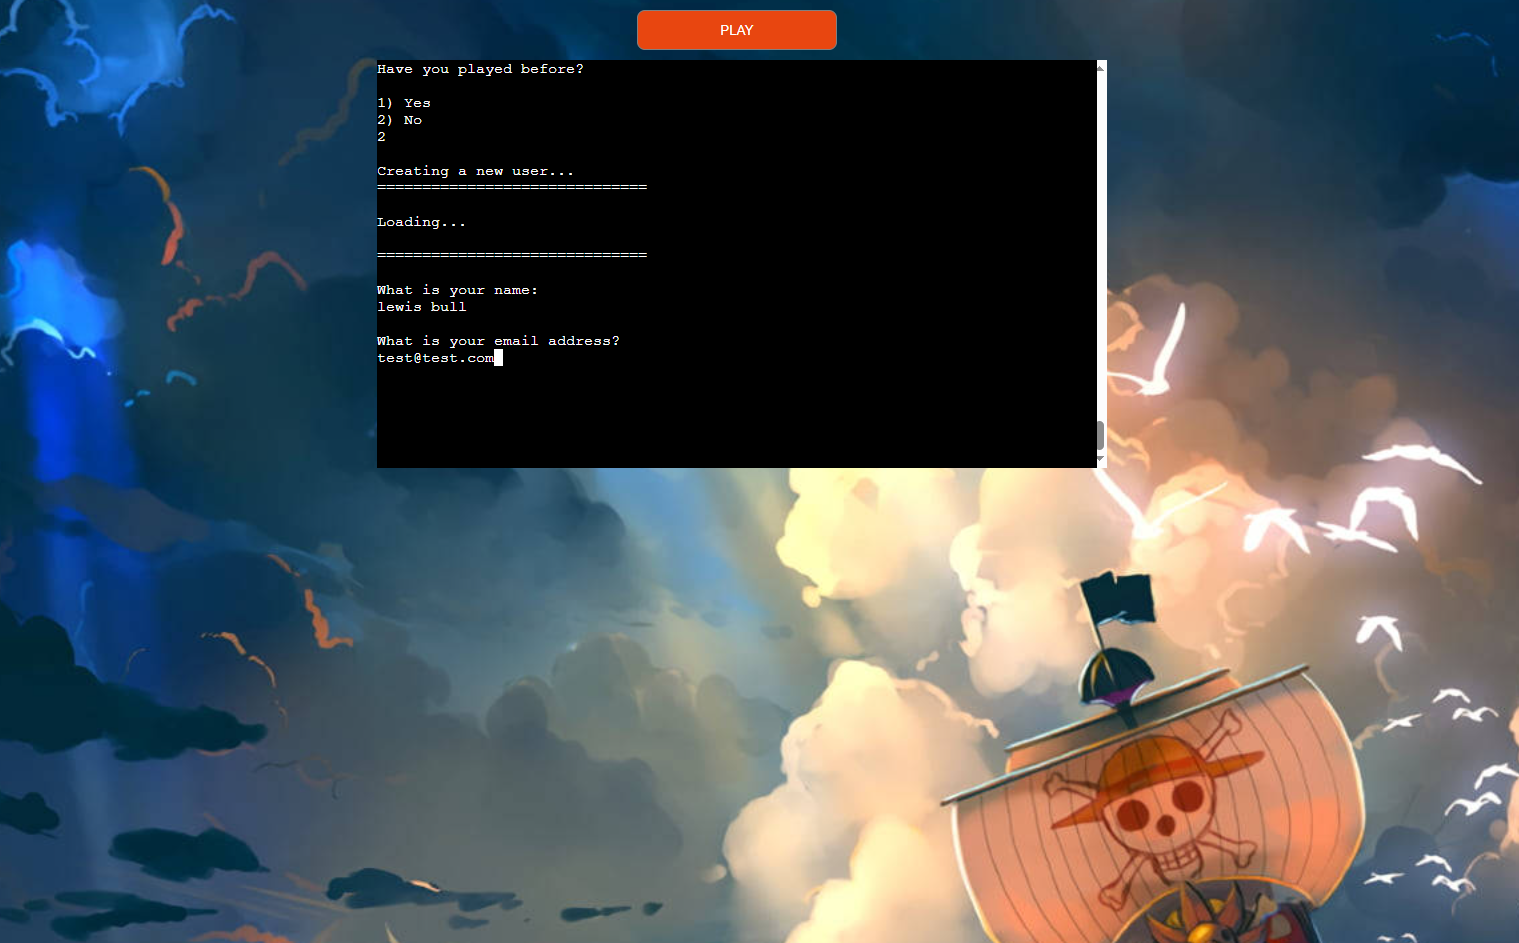 PLAY
Have you played before?
1) Yes
2) No
2
Creating a new user...
==============================
Loading...
==============================
What is your name:
lewis bull
What is your email address?
test@test.com